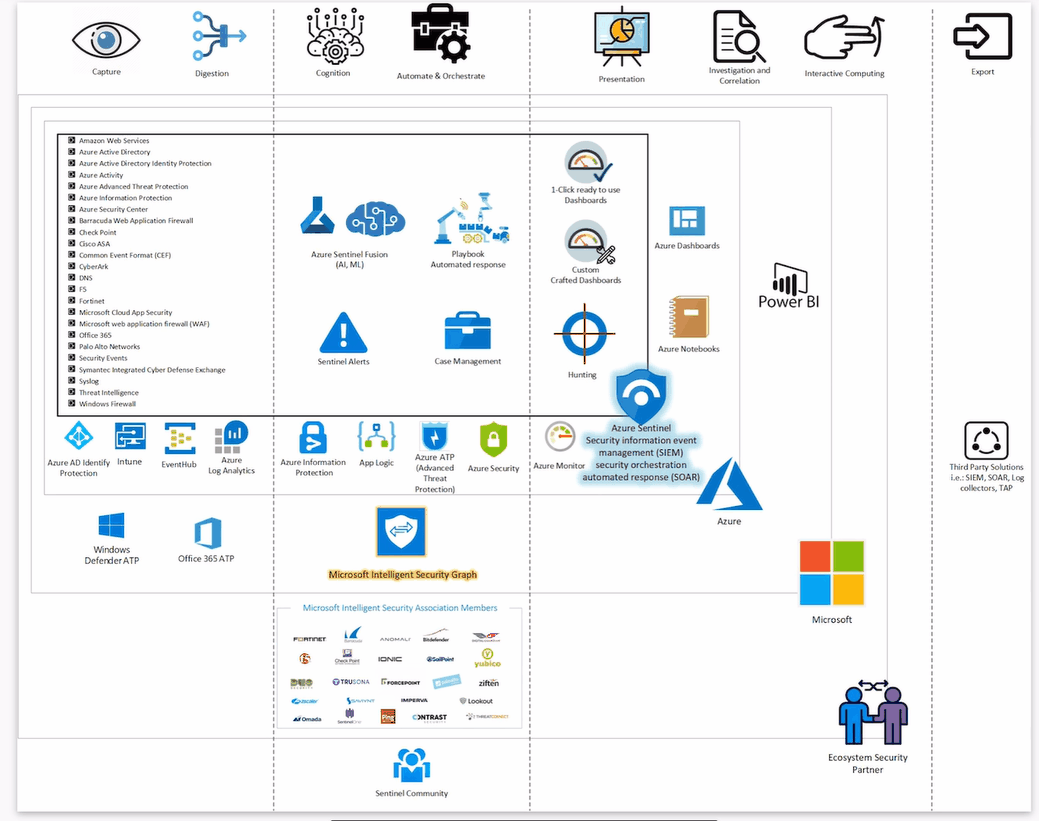 Capture
Digestion
Cognition
Automate & Orchestrate
Presentation
Investigation and
Correlation
Interactive Computing
Export
Amazon Web Services
Azure Active Directory
Azure Active Directory Identity Protection
Azure Activity
Azure Advanced Threat Protection
Azure Information Protection
Azure Security Center
Barracuda Web Application Firewall
Check Point
Cisco ASA
Common Event Format (CEF)
CyberArk
DNS
F5
Fortinet
Microsoft Cloud App Security
Microsoft web application firewall (WAF)
Office 365
Palo Alto Networks
Security Events
Symantec Integrated Cyber Defense Exchange
Syslog
Threat Intelligence
Windows Firewall
Azure Sentinel Fusion
(AI, ML)
Playbook
Automated response
Sentinel Alerts
Case Management
1-Click ready to use
Dashboards
Custom
Crafted Dashboards
Hunting
Azure Dashboards
Azure Notebooks
Power BI
Azure AD Identify
Protection
Intune
EventHub
Azure
Log Analytics
Azure Information
Protection
App Logic
Azure ATP
(Advanced
Threat
Protection)
Azure Security
Azure Monitor
Azure Sentinel
Security information event
management (SIEM)
security orchestration
automated response (SOAR)
Azure
Third Party Solutions
i.e.: SIEM, SOAR, Log
collectors, TAP
Windows
Defender ATP
Office 365 ATP
Microsoft Intelligent Security Graph
Microsoft
Microsoft Intelligent Security Association Members
FORTINET
Barracuda
ANOMALI
Bitdefender
Check Point
IONIC
SailPoint
yubico
DUO
TRUSONA
FORCEPOINT
ziften
zscaler
IMPERVA
Lookout
Omada
SentinelOne
Ping
CONTRAST
SECURITY
THREATCONNECT
Ecosystem Security
Partner
Sentinel Community